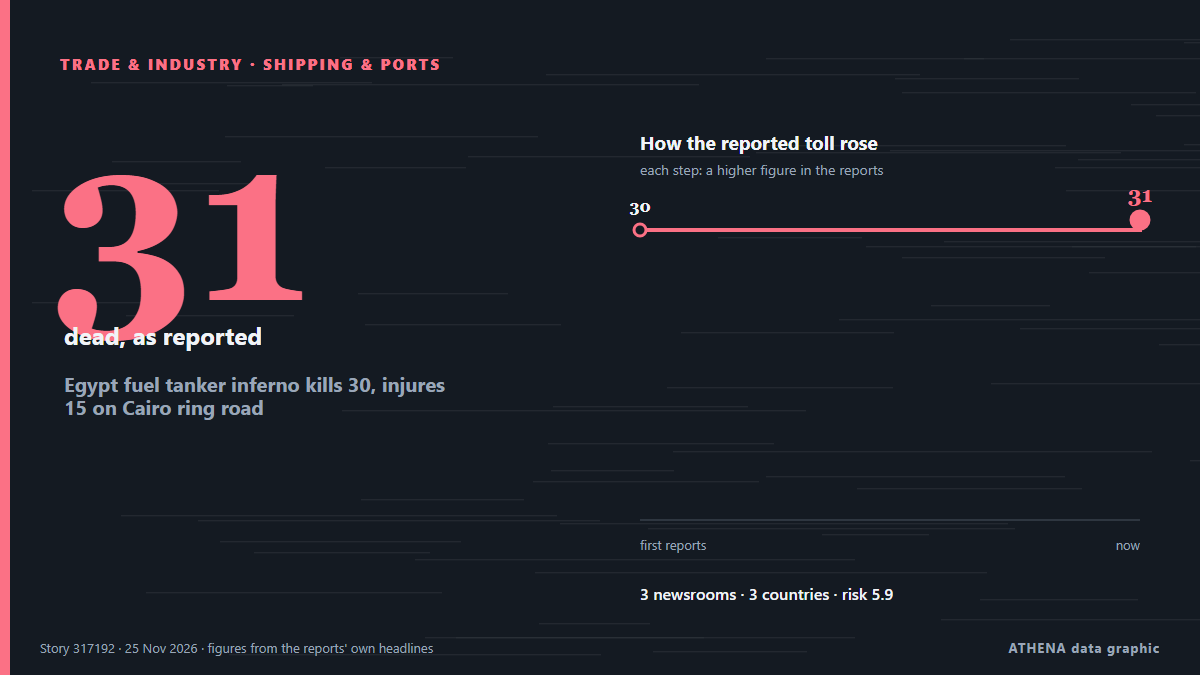 TRADE & INDUSTRY · SHIPPING & PORTS
31
dead, as reported
Egypt fuel tanker inferno kills 30, injures
15 on Cairo ring road
How the reported toll rose
each step: a higher figure in the reports
30
31
first reports
now
3 newsrooms · 3 countries · risk 5.9
Story 317192 · 25 Nov 2026 · figures from the reports' own headlines
ATHENA data graphic